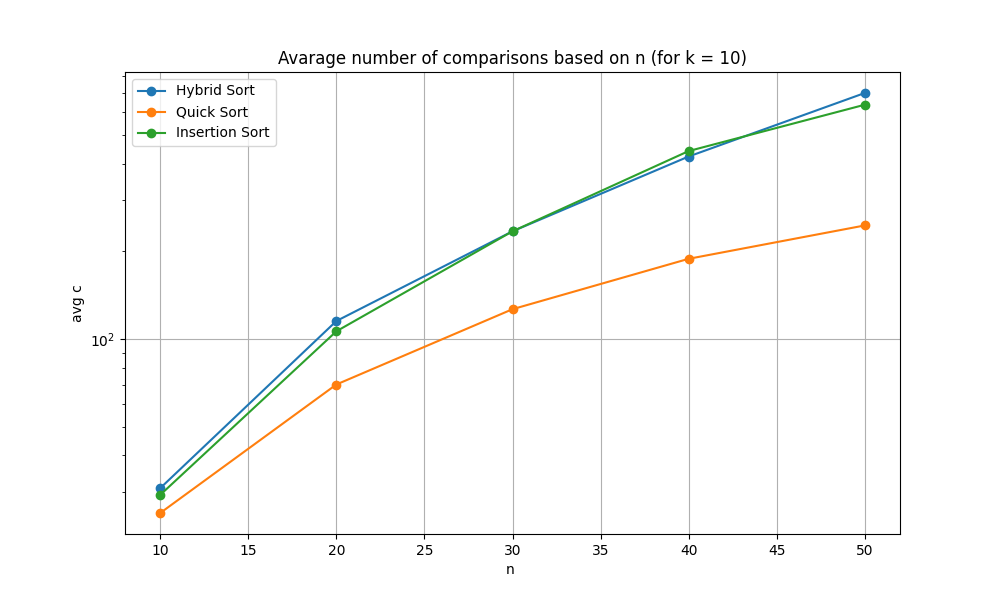 Avarage number of comparisons based on n (for k = 10)
Hybrid Sort
Quick Sort
Insertion Sort
avg c
10²
10 15 20 25 30 35 40 45 50
n